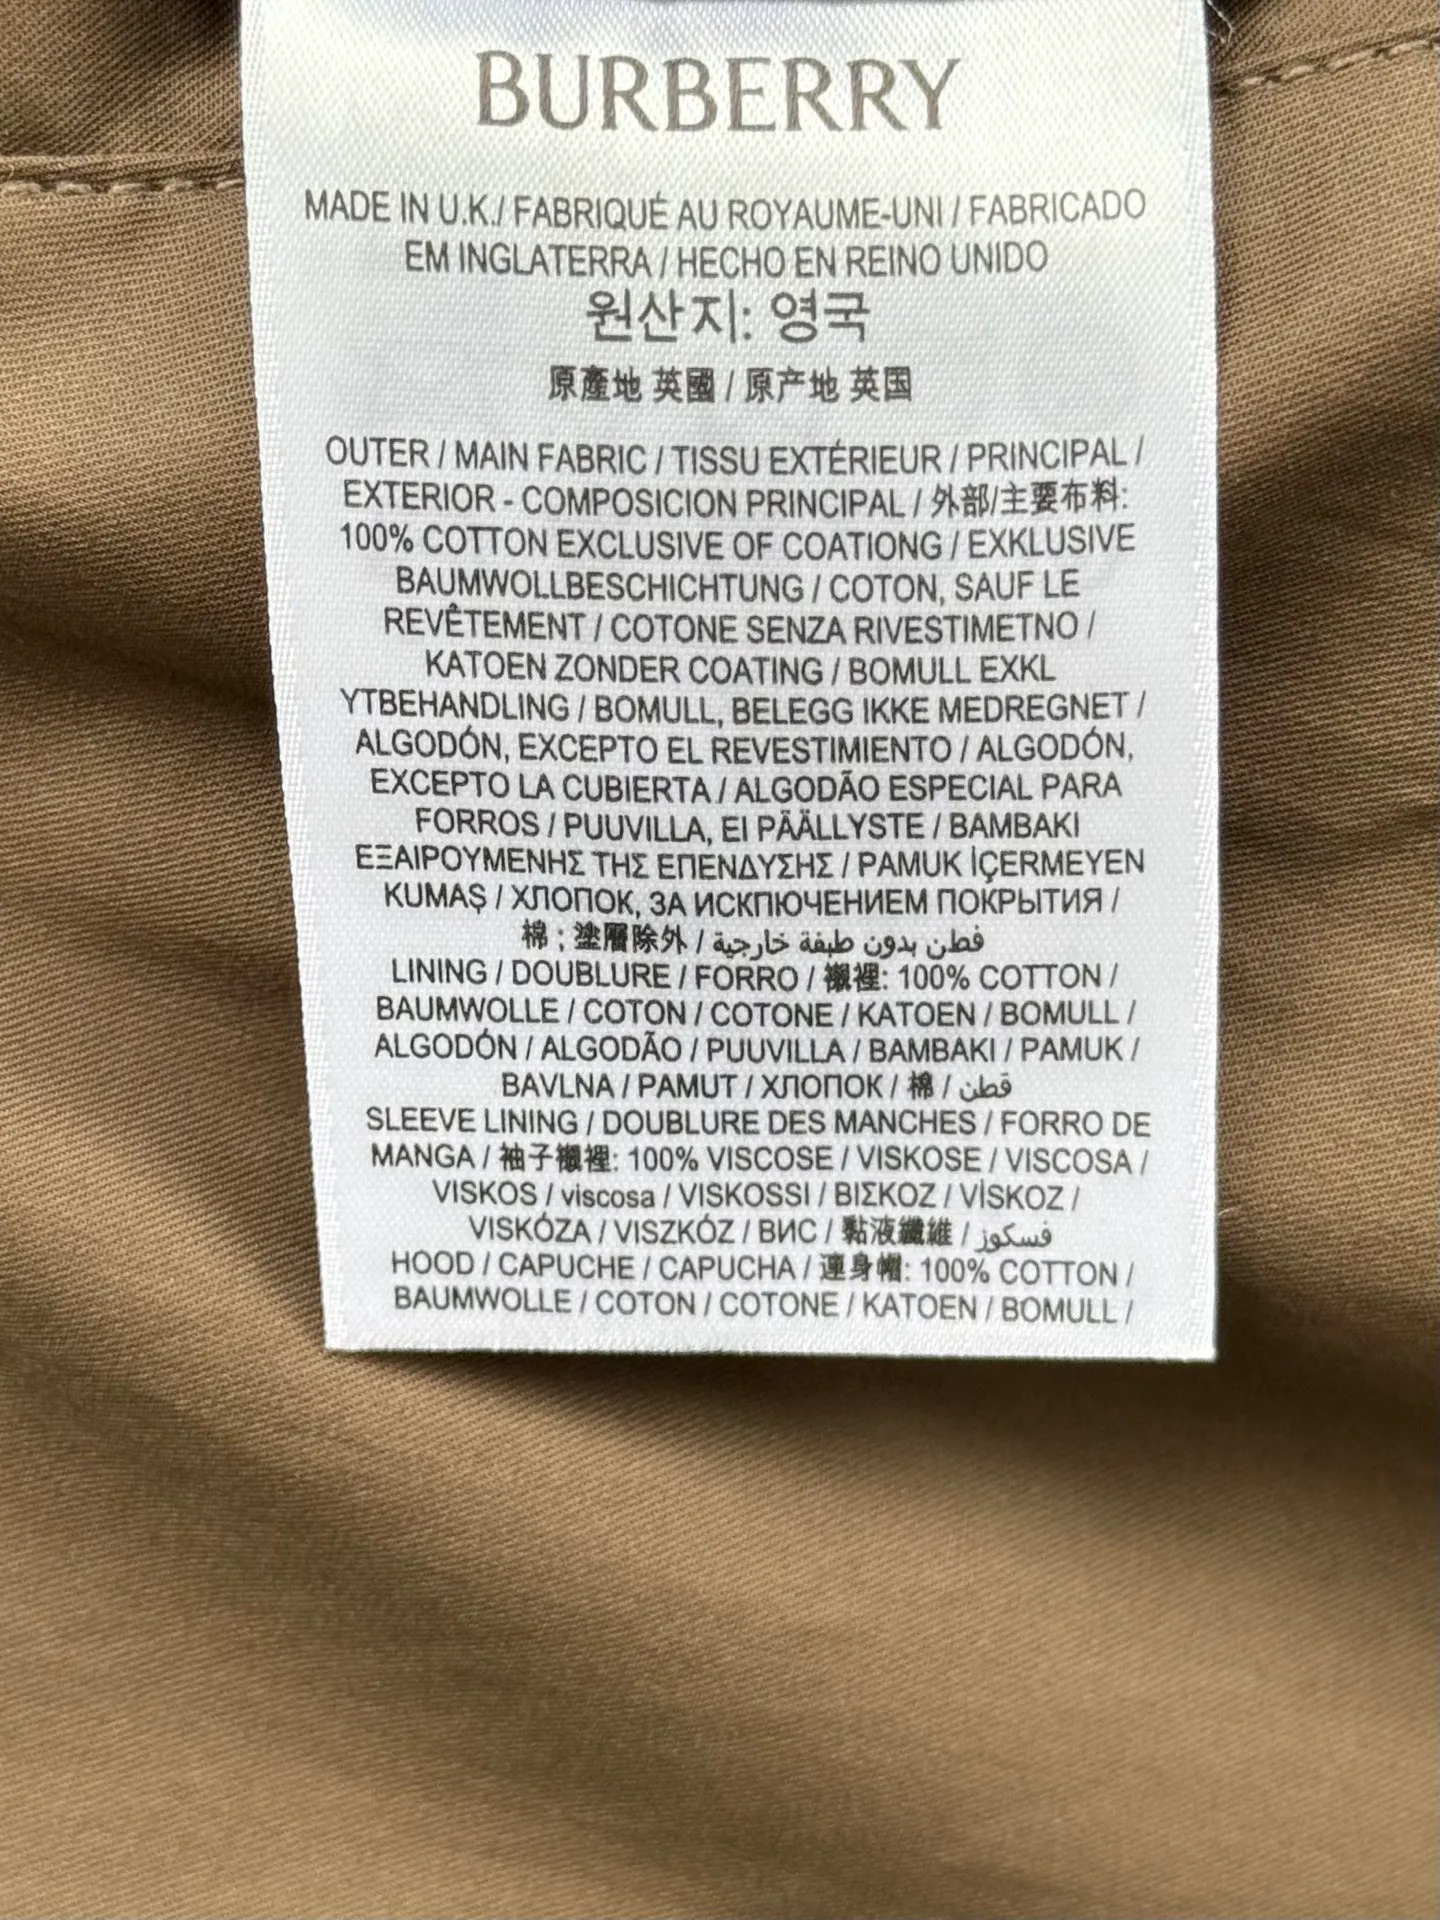 BURBERRY
MADE IN U.K./ FABRIQUÉ AU ROYAUME-UNI / FABRICADO
EM INGLATERRA / HECHO EN REINO UNIDO
원산지: 영국
原產地 英國 / 原产地 英国
OUTER / MAIN FABRIC / TISSU EXTÉRIEUR / PRINCIPAL /
EXTERIOR - COMPOSICION PRINCIPAL / 外部/主要布料:
100% COTTON EXCLUSIVE OF COATIONG / EXKLUSIVE
BAUMWOLLBESCHICHTUNG / COTON, SAUF LE
REVÊTEMENT / COTONE SENZA RIVESTIMETNO /
KATOEN ZONDER COATING / BOMULL EXKL
YTBEHANDLING / BOMULL, BELEGG IKKE MEDREGNET /
ALGODÓN, EXCEPTO EL REVESTIMIENTO / ALGODÓN,
EXCEPTO LA CUBIERTA / ALGODÃO ESPECIAL PARA
FORROS / PUUVILLA, EI PÄÄLLYSTE / BAMBAKI
ΕΞΑΙΡΟΥΜΕΝΗΣ ΤΗΣ ΕΠΕΝΔΥΣΗΣ / PAMUK İÇERMEYEN
KUMAŞ / ХЛОПОК, ЗА ИСКЛЮЧЕНИЕМ ПОКРЫТИЯ /
棉 ; 塗層除外 / قطن بدون طبقة خارجية
LINING / DOUBLURE / FORRO / 襯裡: 100% COTTON /
BAUMWOLLE / COTON / COTONE / KATOEN / BOMULL /
ALGODÓN / ALGODÃO / PUUVILLA / BAMBAKI / PAMUK /
BAVLNA / PAMUT / ХЛОПОК / 棉 / قطن
SLEEVE LINING / DOUBLURE DES MANCHES / FORRO DE
MANGA / 袖子襯裡: 100% VISCOSE / VISKOSE / VISCOSA /
VISKOS / viscosa / VISKOSSI / ΒΙΣΚΟΖ / VİSKOZ /
VISKÓZA / VISZKÓZ / ВИС / 黏液纖維 / فسكوز
HOOD / CAPUCHE / CAPUCHA / 連身帽: 100% COTTON /
BAUMWOLLE / COTON / COTONE / KATOEN / BOMULL /